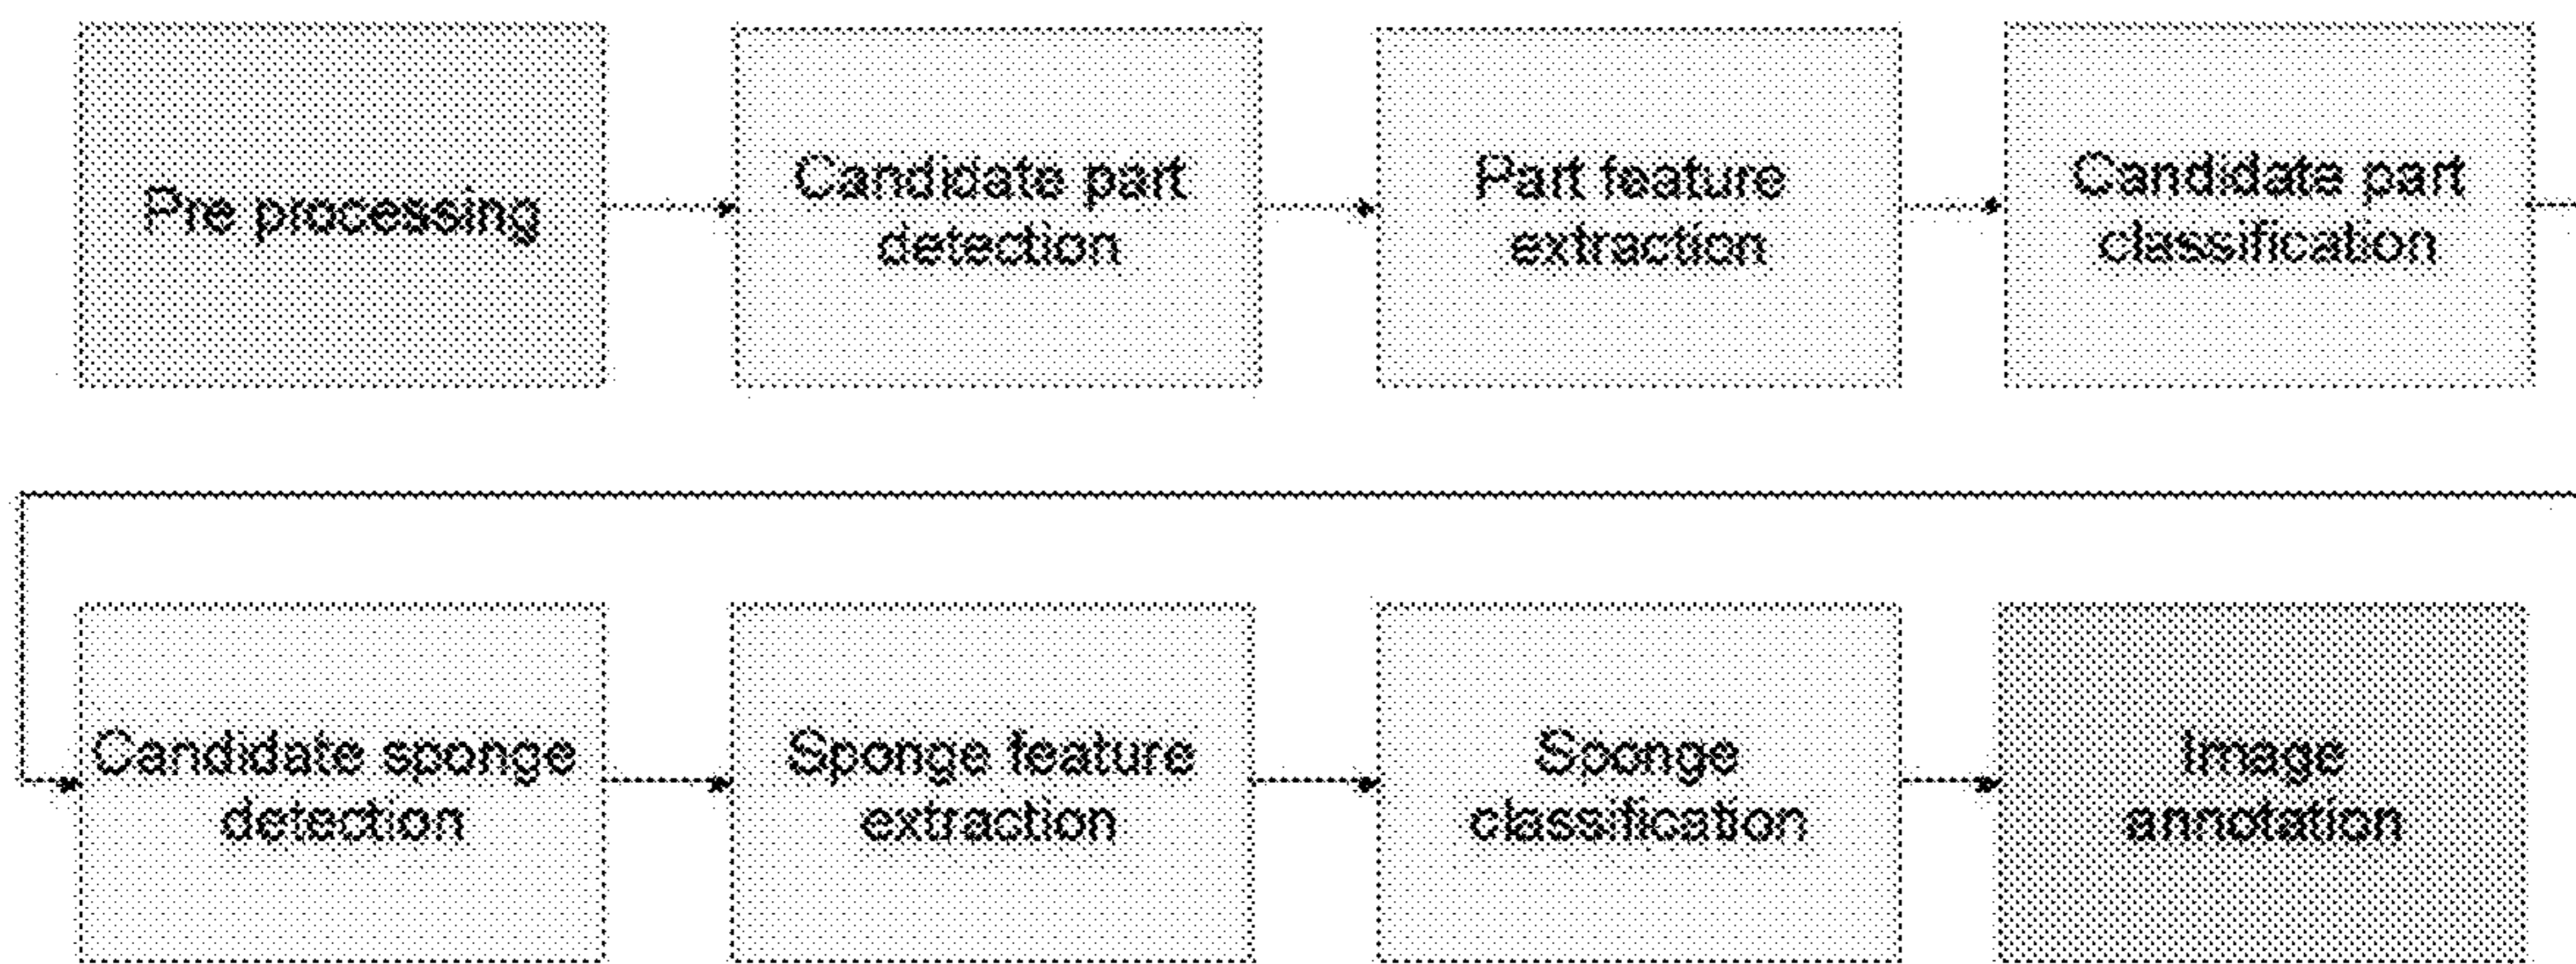 Pre processing
Candidate part
detection
Part feature
extraction
Candidate part
classification
Candidate sponge
detection
Sponge feature
extraction
Sponge
classification
Image
annotation